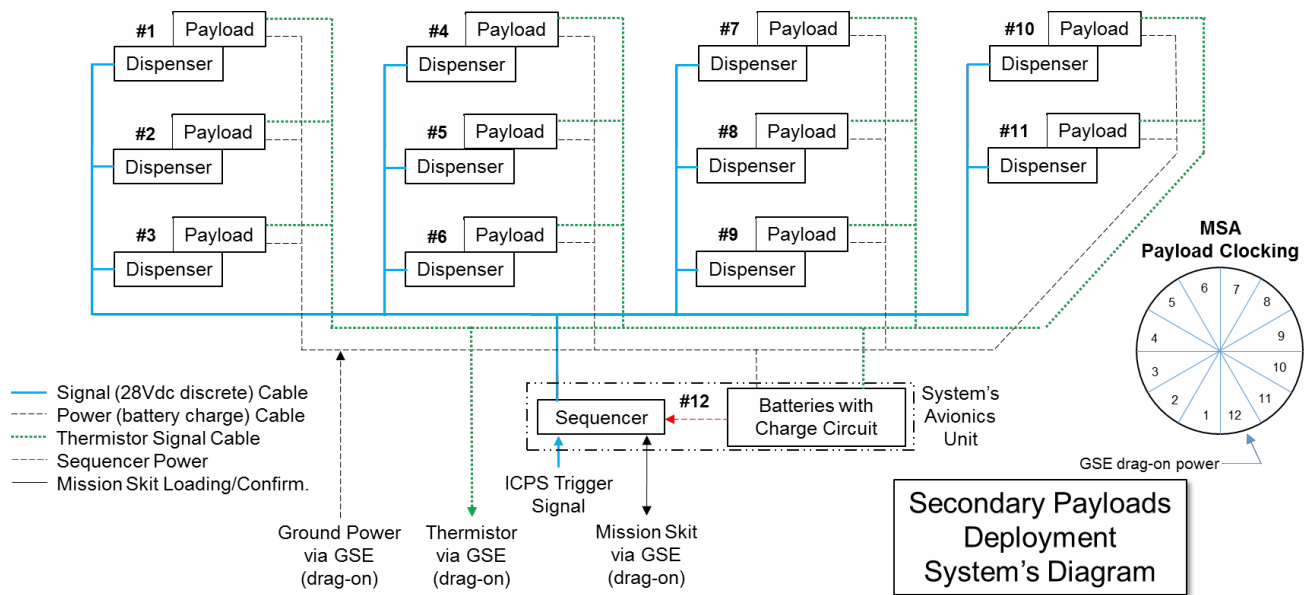 #1 Payload
Dispenser
#2 Payload
Dispenser
#3 Payload
Dispenser
#4 Payload
Dispenser
#5 Payload
Dispenser
#6 Payload
Dispenser
#7 Payload
Dispenser
#8 Payload
Dispenser
#9 Payload
Dispenser
#10 Payload
Dispenser
#11 Payload
Dispenser
MSA
Payload Clocking
6
7
5
8
4
9
3
10
2
11
1
12
GSE drag-on power
Signal (28Vdc discrete) Cable
Power (battery charge) Cable
Thermistor Signal Cable
Sequencer Power
Mission Skit Loading/Confirm.
Sequencer
#12
Batteries with
Charge Circuit
System's
Avionics
Unit
ICPS Trigger
Signal
Ground Power
via GSE
(drag-on)
Thermistor
via GSE
(drag-on)
Mission Skit
via GSE
(drag-on)
Secondary Payloads
Deployment
System's Diagram